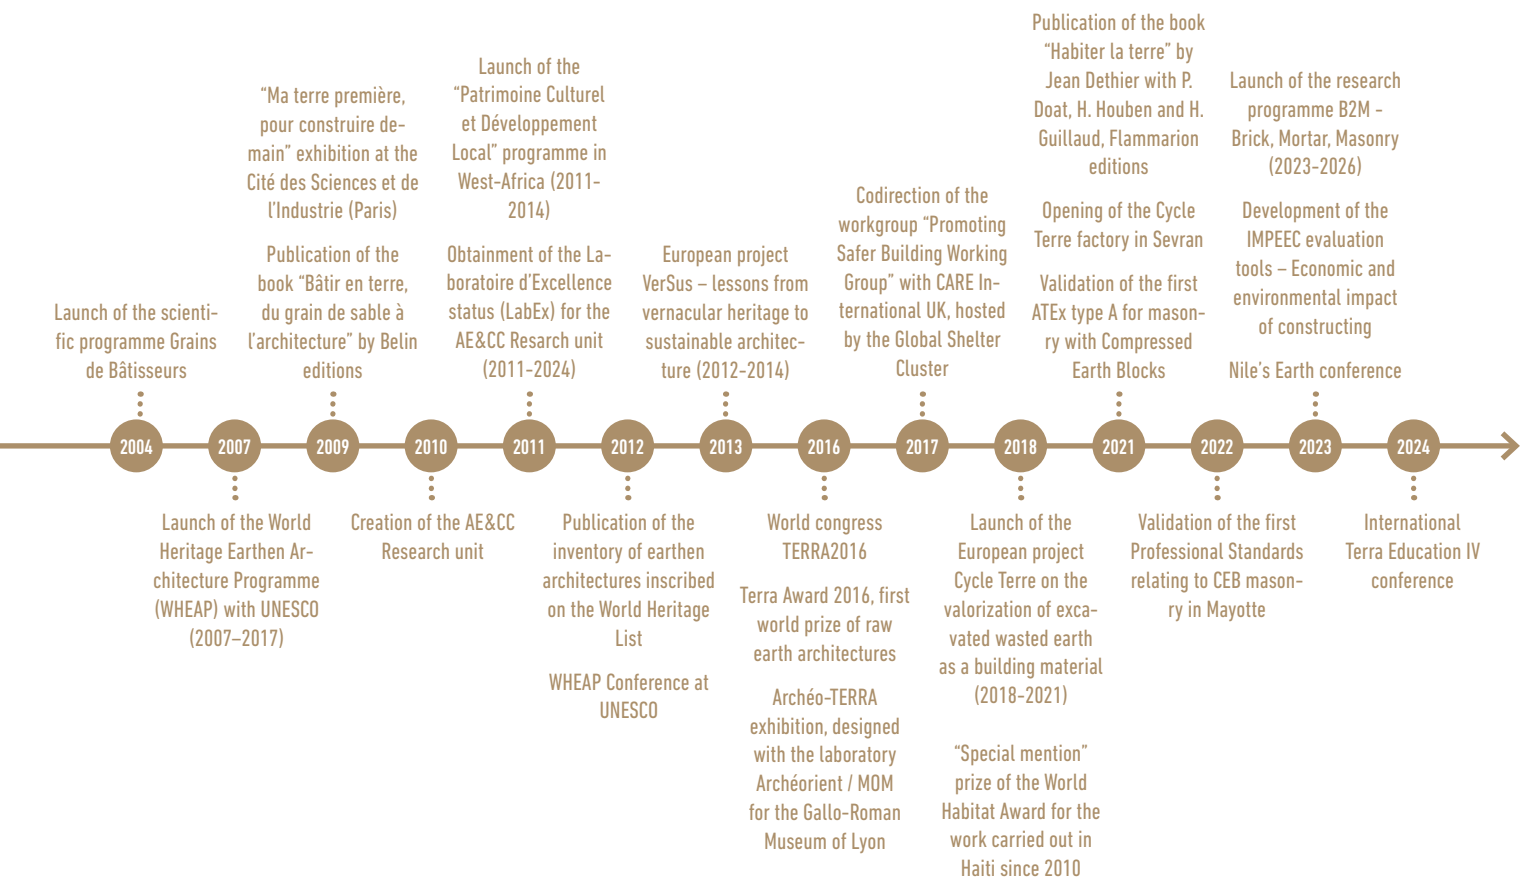 Launch of the scienti-
fic programme Grains
de Bâtisseurs
2004
2007
Launch of the World
Heritage Earthen Ar-
chitecture Programme
(WHEAP) with UNESCO
(2007–2017)
“Ma terre première,
pour construire de-
main” exhibition at the
Cité des Sciences et de
l’Industrie (Paris)
Publication of the
book “Bâtir en terre,
du grain de sable à
l’architecture” by Belin
editions
2009
2010
Creation of the AE&CC
Research unit
Launch of the
“Patrimoine Culturel
et Développement
Local” programme in
West-Africa (2011-
2014)
Obtainment of the La-
boratoire d’Excellence
status (LabEx) for the
AE&CC Resarch unit
(2011-2024)
2011
2012
Publication of the
inventory of earthen
architectures inscribed
on the World Heritage
List
WHEAP Conference at
UNESCO
European project
VerSus – lessons from
vernacular heritage to
sustainable architec-
ture (2012-2014)
2013
2016
World congress
TERRA2016
Terra Award 2016, first
world prize of raw
earth architectures
Archéo-TERRA
exhibition, designed
with the laboratory
Archéorient / MOM
for the Gallo-Roman
Museum of Lyon
Codirection of the
workgroup “Promoting
Safer Building Working
Group” with CARE In-
ternational UK, hosted
by the Global Shelter
Cluster
2017
2018
Launch of the
European project
Cycle Terre on the
valorization of exca-
vated wasted earth
as a building material
(2018-2021)
“Special mention”
prize of the World
Habitat Award for the
work carried out in
Haiti since 2010
Publication of the book
“Habiter la terre” by
Jean Dethier with P.
Doat, H. Houben and H.
Guillaud, Flammarion
editions
Opening of the Cycle
Terre factory in Sevran
Validation of the first
ATEx type A for mason-
ry with Compressed
Earth Blocks
2021
2022
Validation of the first
Professional Standards
relating to CEB mason-
ry in Mayotte
Launch of the research
programme B2M -
Brick, Mortar, Masonry
(2023-2026)
Development of the
IMPEEC evaluation
tools – Economic and
environmental impact
of constructing
Nile’s Earth conference
2023
2024
International
Terra Education IV
conference